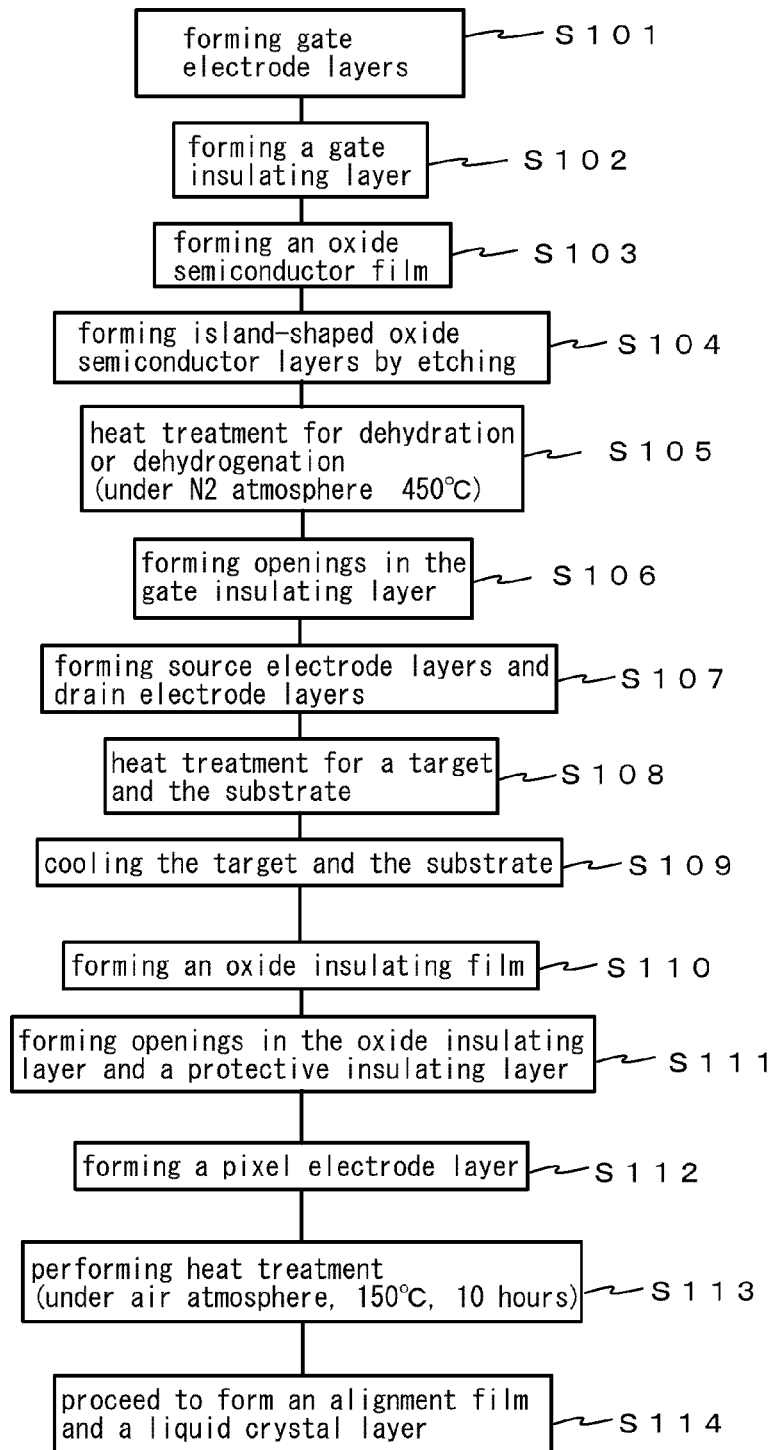 forming gate
electrode layers
S101
forming a gate
insulating layer
S102
forming an oxide
semiconductor film
S103
forming island-shaped oxide
semiconductor layers by etching
S104
heat treatment for dehydration
or dehydrogenation
(under N2 atmosphere 450℃)
S105
forming openings in the
gate insulating layer
S106
forming source electrode layers and
drain electrode layers
S107
heat treatment for a target
and the substrate
S108
cooling the target and the substrate
S109
forming an oxide insulating film
S110
forming openings in the oxide insulating
layer and a protective insulating layer
S111
forming a pixel electrode layer
S112
performing heat treatment
(under air atmosphere, 150℃, 10 hours)
S113
proceed to form an alignment film
and a liquid crystal layer
S114